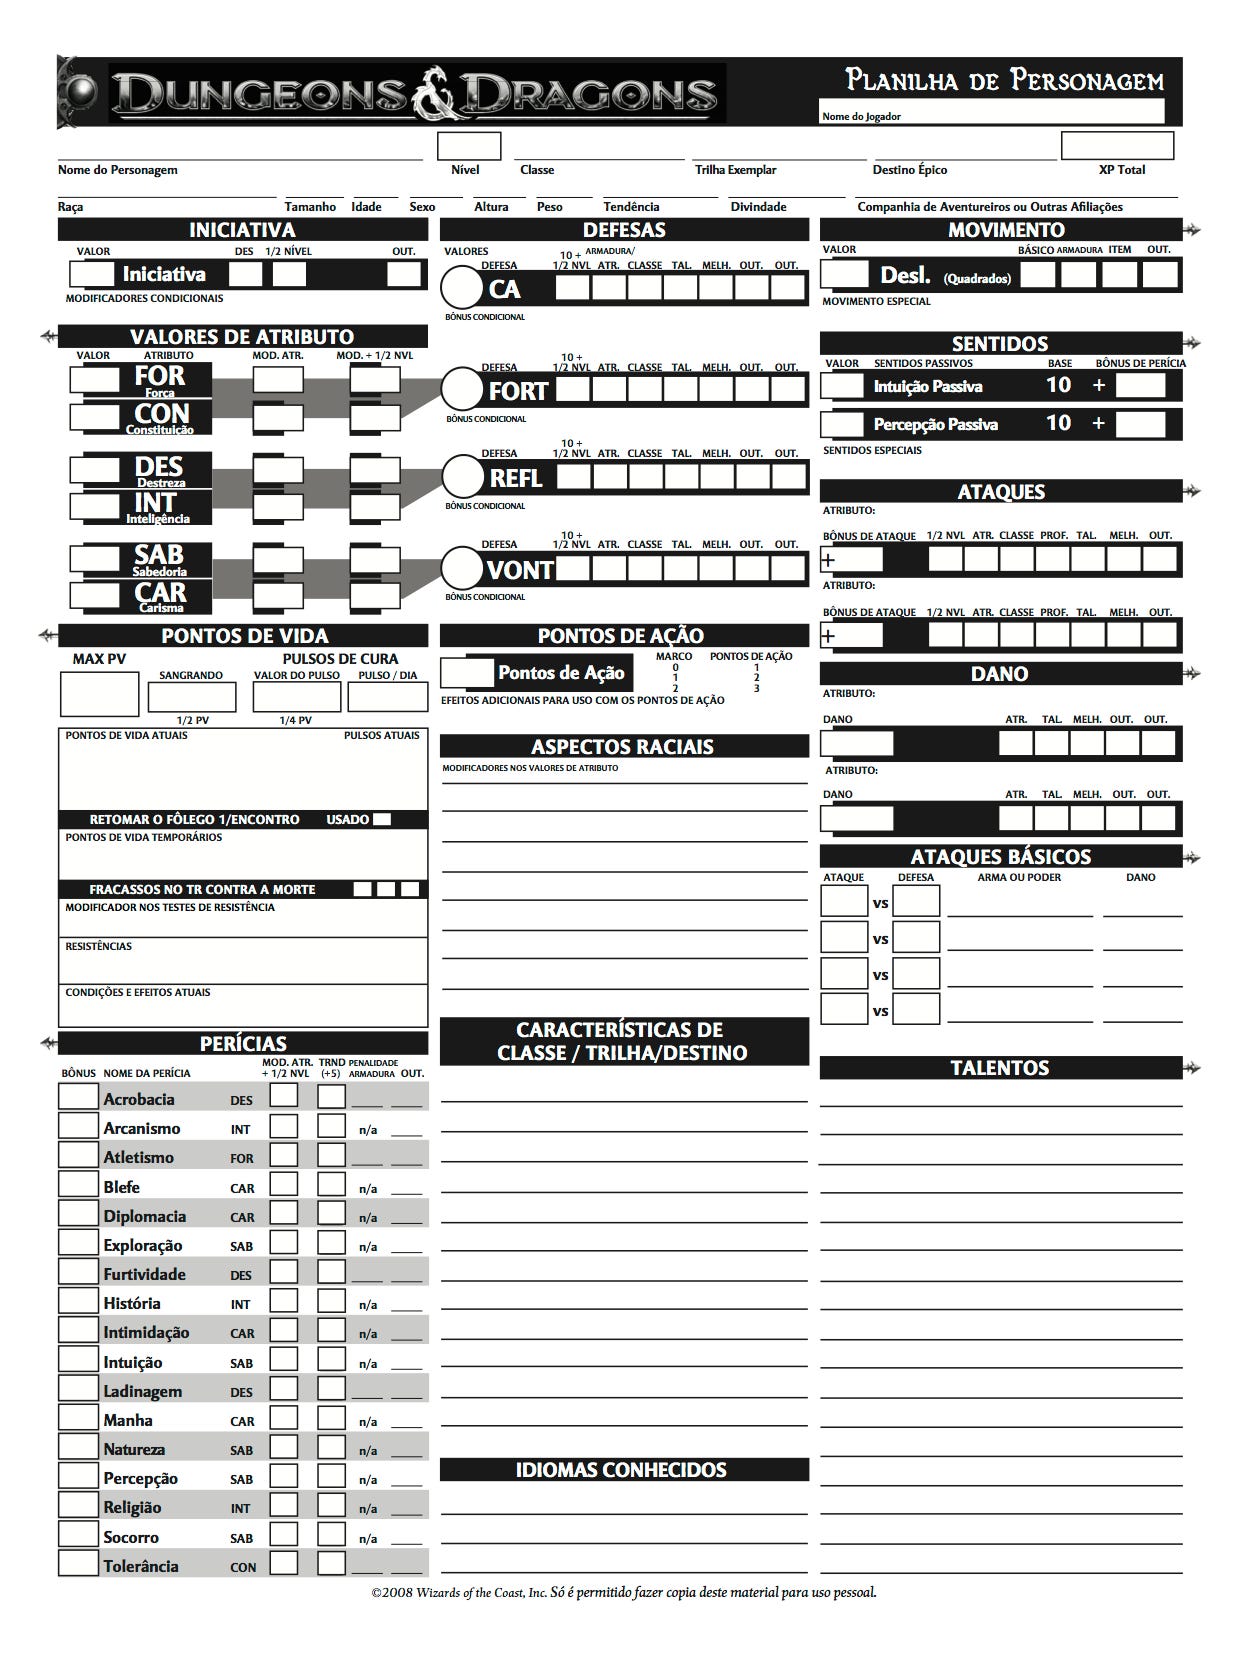 DUNGEONS & DRAGONS
PLANILHA DE PERSONAGEM
Nome do Jogador
Nome do Personagem Nível Classe Trilha Exemplar Destino Épico XP Total
Raça Tamanho Idade Sexo Altura Peso Tendência Divindade Companhia de Aventureiros ou Outras Afiliações
INICIATIVA
VALOR DES 1/2 NÍVEL OUT.
Iniciativa
MODIFICADORES CONDICIONAIS
VALORES DE ATRIBUTO
VALOR ATRIBUTO MOD. ATR. MOD. + 1/2 NVL
FOR
Força
CON
Constituição
DES
Destreza
INT
Inteligência
SAB
Sabedoria
CAR
Carisma
PONTOS DE VIDA
MAX PV PULSOS DE CURA
SANGRANDO VALOR DO PULSO PULSO / DIA
1/2 PV 1/4 PV
PONTOS DE VIDA ATUAIS PULSOS ATUAIS
RETOMAR O FÔLEGO 1/ENCONTRO USADO
PONTOS DE VIDA TEMPORÁRIOS
FRACASSOS NO TR CONTRA A MORTE
MODIFICADOR NOS TESTES DE RESISTÊNCIA
RESISTÊNCIAS
CONDIÇÕES E EFEITOS ATUAIS
PERÍCIAS
MOD. ATR. TRND PENALIDADE
BÔNUS NOME DA PERÍCIA + 1/2 NVL (+5) ARMADURA OUT.
Acrobacia DES
Arcanismo INT n/a
Atletismo FOR
Blefe CAR n/a
Diplomacia CAR n/a
Exploração SAB n/a
Furtividade DES
História INT n/a
Intimidação CAR n/a
Intuição SAB n/a
Ladinagem DES
Manha CAR n/a
Natureza SAB n/a
Percepção SAB n/a
Religião INT n/a
Socorro SAB n/a
Tolerância CON
DEFESAS
VALORES 10 + ARMADURA/
DEFESA 1/2 NVL ATR. CLASSE TAL. MELH. OUT. OUT.
CA
BÔNUS CONDICIONAL
10 +
DEFESA 1/2 NVL ATR. CLASSE TAL. MELH. OUT. OUT.
FORT
BÔNUS CONDICIONAL
10 +
DEFESA 1/2 NVL ATR. CLASSE TAL. MELH. OUT. OUT.
REFL
BÔNUS CONDICIONAL
10 +
DEFESA 1/2 NVL ATR. CLASSE TAL. MELH. OUT. OUT.
VONT
BÔNUS CONDICIONAL
PONTOS DE AÇÃO
MARCO PONTOS DE AÇÃO
Pontos de Ação
0 1
1 2
2 3
EFEITOS ADICIONAIS PARA USO COM OS PONTOS DE AÇÃO
ASPECTOS RACIAIS
MODIFICADORES NOS VALORES DE ATRIBUTO
CARACTERÍSTICAS DE
CLASSE / TRILHA/DESTINO
IDIOMAS CONHECIDOS
MOVIMENTO
VALOR BÁSICO ARMADURA ITEM OUT.
Desl. (Quadrados)
MOVIMENTO ESPECIAL
SENTIDOS
VALOR SENTIDOS PASSIVOS BASE BÔNUS DE PERÍCIA
Intuição Passiva 10 +
Percepção Passiva 10 +
SENTIDOS ESPECIAIS
ATAQUES
ATRIBUTO:
BÔNUS DE ATAQUE 1/2 NVL ATR. CLASSE PROF. TAL. MELH. OUT.
+
ATRIBUTO:
BÔNUS DE ATAQUE 1/2 NVL ATR. CLASSE PROF. TAL. MELH. OUT.
+
DANO
ATRIBUTO:
DANO ATR. TAL. MELH. OUT. OUT.
ATRIBUTO:
DANO ATR. TAL. MELH. OUT. OUT.
ATAQUES BÁSICOS
ATAQUE DEFESA ARMA OU PODER DANO
vs
vs
vs
vs
TALENTOS
©2008 Wizards of the Coast, Inc. Só é permitido fazer copia deste material para uso pessoal.